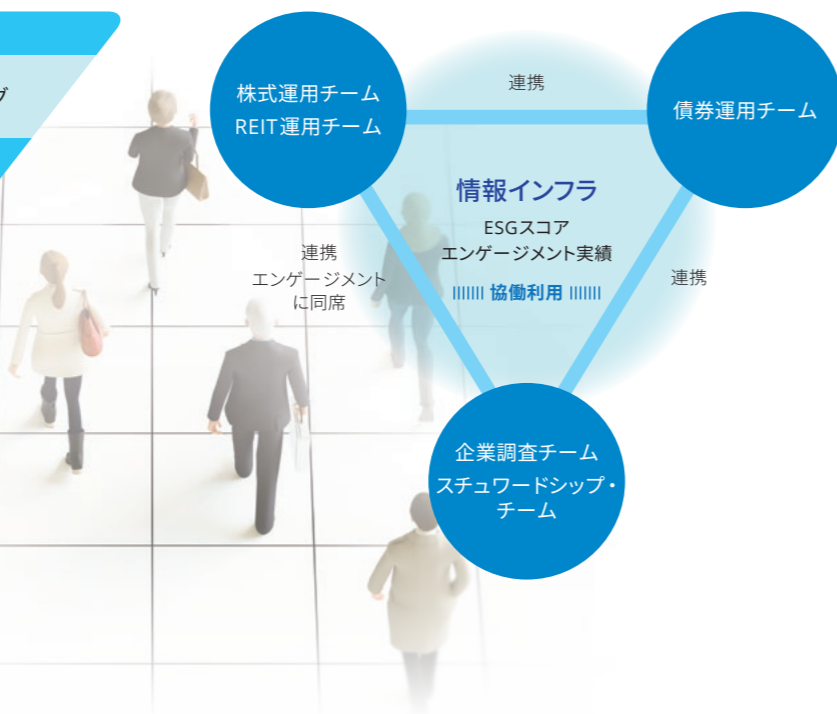 グ
株式運用チーム
REIT運用チーム
連携
債券運用チーム
情報インフラ
ESGスコア
エンゲージメント実績
協働利用
連携
エンゲージメント
に同席
連携
企業調査チーム
スチュワードシップ・
チーム